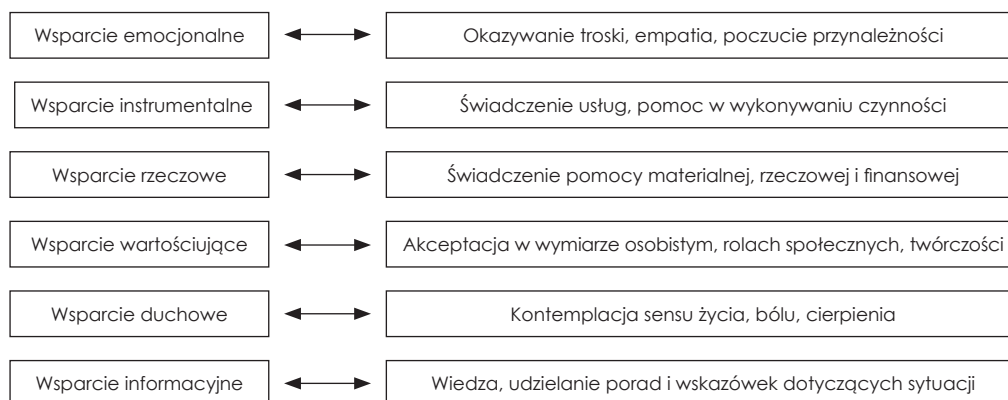 Wsparcie emocjonalne
Okazywanie troski, empatia, poczucie przynależności
Wsparcie instrumentalne
Świadczenie usług, pomoc w wykonywaniu czynności
Wsparcie rzeczowe
Świadczenie pomocy materialnej, rzeczowej i finansowej
Wsparcie wartościujące
Akceptacja w wymiarze osobistym, rolach społecznych, twórczości
Wsparcie duchowe
Kontemplacja sensu życia, bólu, cierpienia
Wsparcie informacyjne
Wiedza, udzielanie porad i wskazówek dotyczących sytuacji